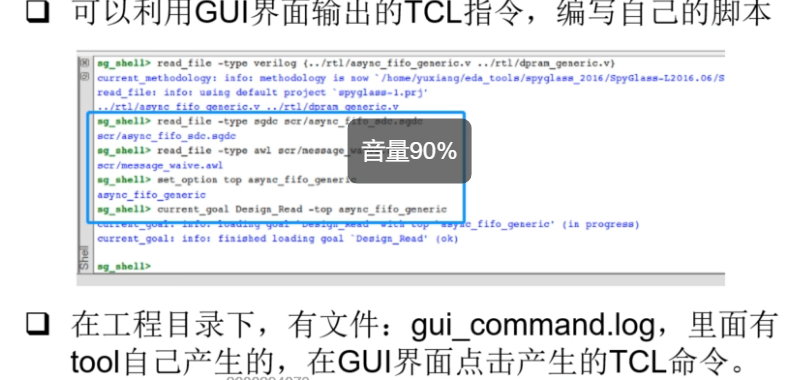 可以利用GUI界面输出的TCL指令，编写自己的脚本
sg_shell> read_file -type verilog {../rtl/async_fifo_generic.v ../rtl/dpram_generic.v}
current_methodology: info: methodology is now `/home/yuxiang/eda_tools/spyglass_2016/SpyGlass-L2016.06/S
read_file: info: using default project `spyglass-1.prj'
../rtl/async_fifo_generic.v ../rtl/dpram_generic.v
sg_shell> read_file -type sgdc scr/async_fifo_sdc.sgdc
scr/async_fifo_sdc.sgdc
sg_shell> read_file -type awl scr/message_
scr/message_waive.awl
sg_shell> set_option top async_fifo_generic
async_fifo_generic
sg_shell> current_goal Design_Read -top async_fifo_generic
current_goal: info: loading goal `Design_Read' with top `async_fifo_generic' (in progress)
current_goal: info: finished loading goal `Design_Read' (ok)
sg_shell>
Shell
音量90%
在工程目录下，有文件：gui_command.log，里面有
tool自己产生的，在GUI界面点击产生的TCL命令。